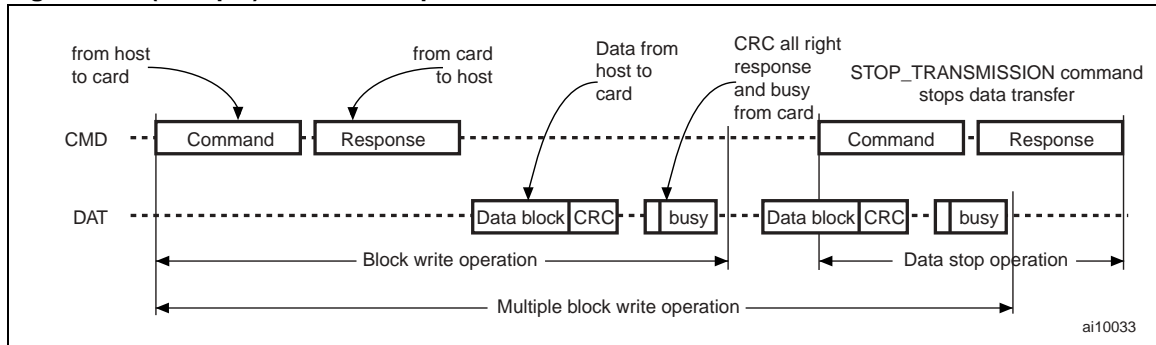 from host
to card
from card
to host
Data from
host to
card
CRC all right
response
and busy
from card
STOP_TRANSMISSION command
stops data transfer
CMD
Command
Response
Command
Response
DAT
Data block
CRC
busy
Data block
CRC
busy
Block write operation
Data stop operation
Multiple block write operation
ai10033